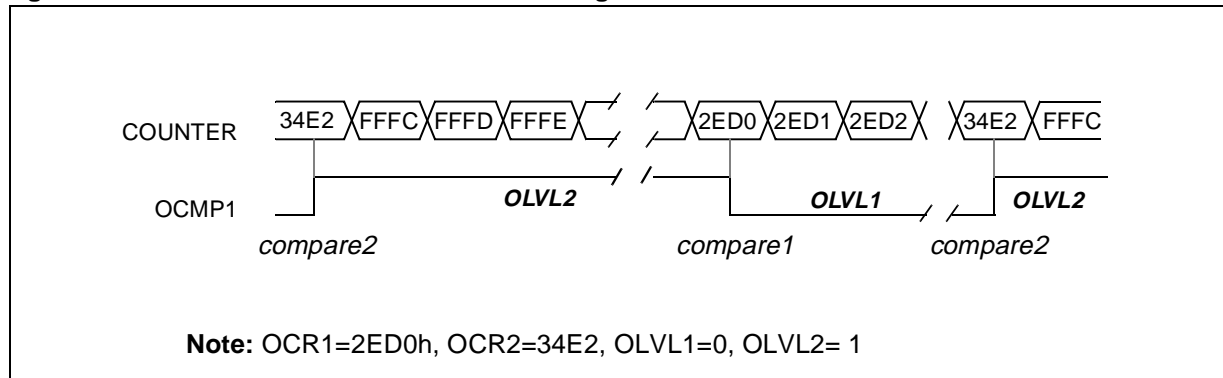 COUNTER 34E2 FFFC FFFD FFFE 2ED0 2ED1 2ED2 34E2 FFFC
OCMP1 OLVL2 OLVL1 OLVL2
compare2 compare1 compare2
Note: OCR1=2ED0h, OCR2=34E2, OLVL1=0, OLVL2= 1